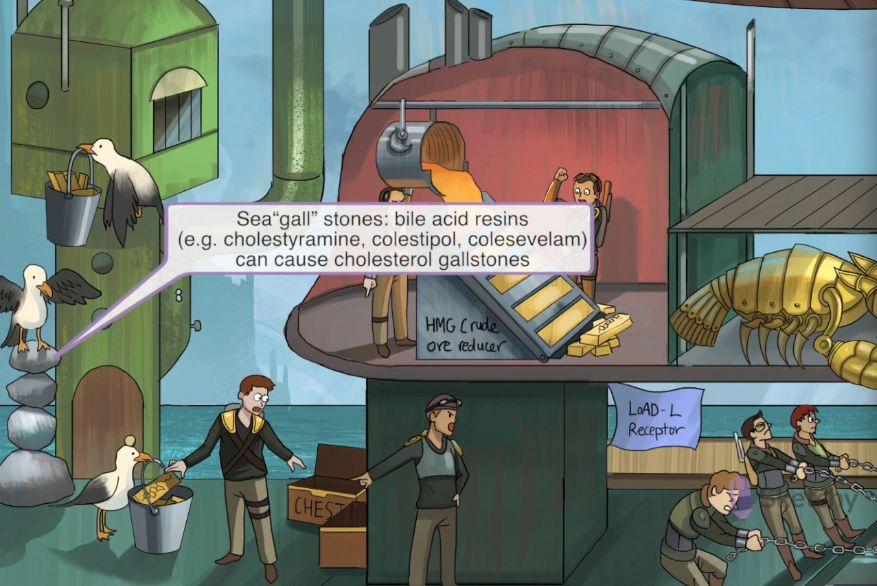 Sea“gall” stones: bile acid resins
(e.g. cholestyramine, colestipol, colesevelam)
can cause cholesterol gallstones
HMG Crude
ore reducer
LoAD-L
Receptor
CHEST